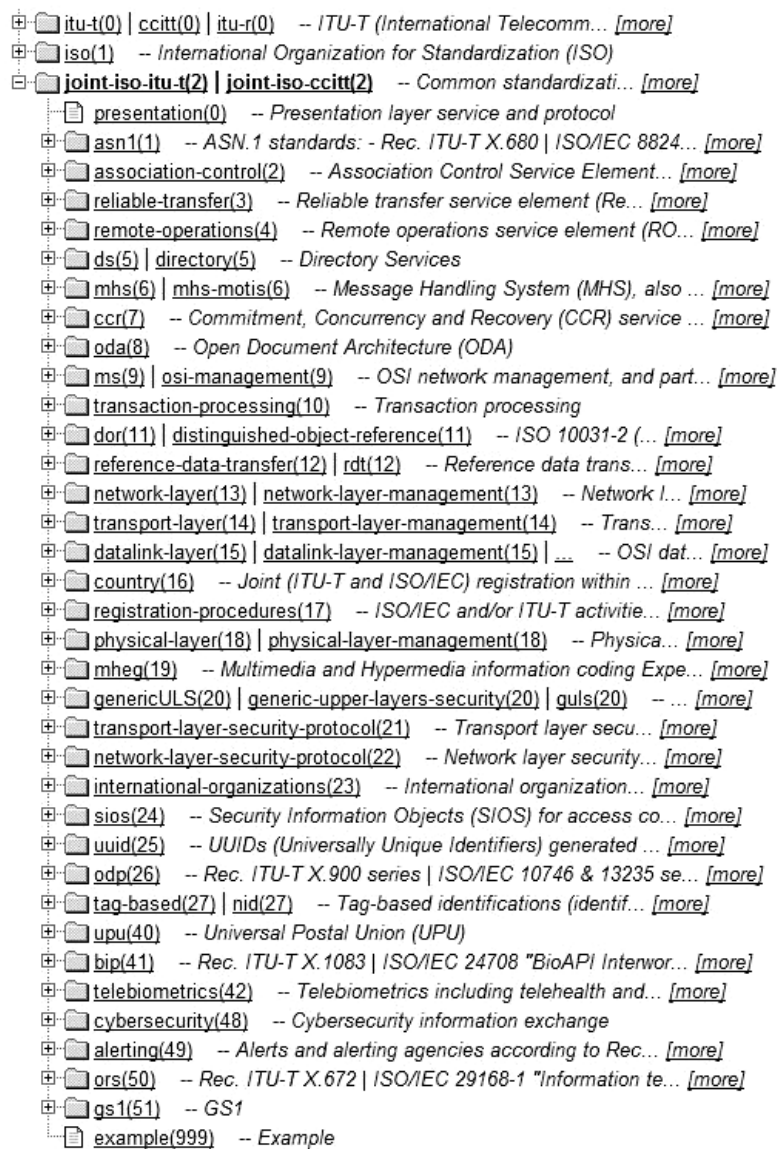 itu-t(0) | ccitt(0) | itu-r(0) -- ITU-T (International Telecomm... [more]
iso(1) -- International Organization for Standardization (ISO)
joint-iso-itu-t(2) | joint-iso-ccitt(2) -- Common standardizati... [more]
presentation(0) -- Presentation layer service and protocol
asn1(1) -- ASN.1 standards: - Rec. ITU-T X.680 | ISO/IEC 8824... [more]
association-control(2) -- Association Control Service Element... [more]
reliable-transfer(3) -- Reliable transfer service element (Re... [more]
remote-operations(4) -- Remote operations service element (RO... [more]
ds(5) | directory(5) -- Directory Services
mhs(6) | mhs-motis(6) -- Message Handling System (MHS), also ... [more]
ccr(7) -- Commitment, Concurrency and Recovery (CCR) service ... [more]
oda(8) -- Open Document Architecture (ODA)
ms(9) | osi-management(9) -- OSI network management, and part... [more]
transaction-processing(10) -- Transaction processing
dor(11) | distinguished-object-reference(11) -- ISO 10031-2 (... [more]
reference-data-transfer(12) | rdt(12) -- Reference data trans... [more]
network-layer(13) | network-layer-management(13) -- Network l... [more]
transport-layer(14) | transport-layer-management(14) -- Trans... [more]
datalink-layer(15) | datalink-layer-management(15) | ... -- OSI dat... [more]
country(16) -- Joint (ITU-T and ISO/IEC) registration within ... [more]
registration-procedures(17) -- ISO/IEC and/or ITU-T activitie... [more]
physical-layer(18) | physical-layer-management(18) -- Physica... [more]
mheg(19) -- Multimedia and Hypermedia information coding Expe... [more]
genericULS(20) | generic-upper-layers-security(20) | guls(20) -- ... [more]
transport-layer-security-protocol(21) -- Transport layer secu... [more]
network-layer-security-protocol(22) -- Network layer security... [more]
international-organizations(23) -- International organization... [more]
sios(24) -- Security Information Objects (SIOS) for access co... [more]
uuid(25) -- UUIDs (Universally Unique Identifiers) generated ... [more]
odp(26) -- Rec. ITU-T X.900 series | ISO/IEC 10746 & 13235 se... [more]
tag-based(27) | nid(27) -- Tag-based identifications (identif... [more]
upu(40) -- Universal Postal Union (UPU)
bip(41) -- Rec. ITU-T X.1083 | ISO/IEC 24708 "BioAPI Interwor... [more]
telebiometrics(42) -- Telebiometrics including telehealth and... [more]
cybersecurity(48) -- Cybersecurity information exchange
alerting(49) -- Alerts and alerting agencies according to Rec... [more]
ors(50) -- Rec. ITU-T X.672 | ISO/IEC 29168-1 "Information te... [more]
gs1(51) -- GS1
example(999) -- Example